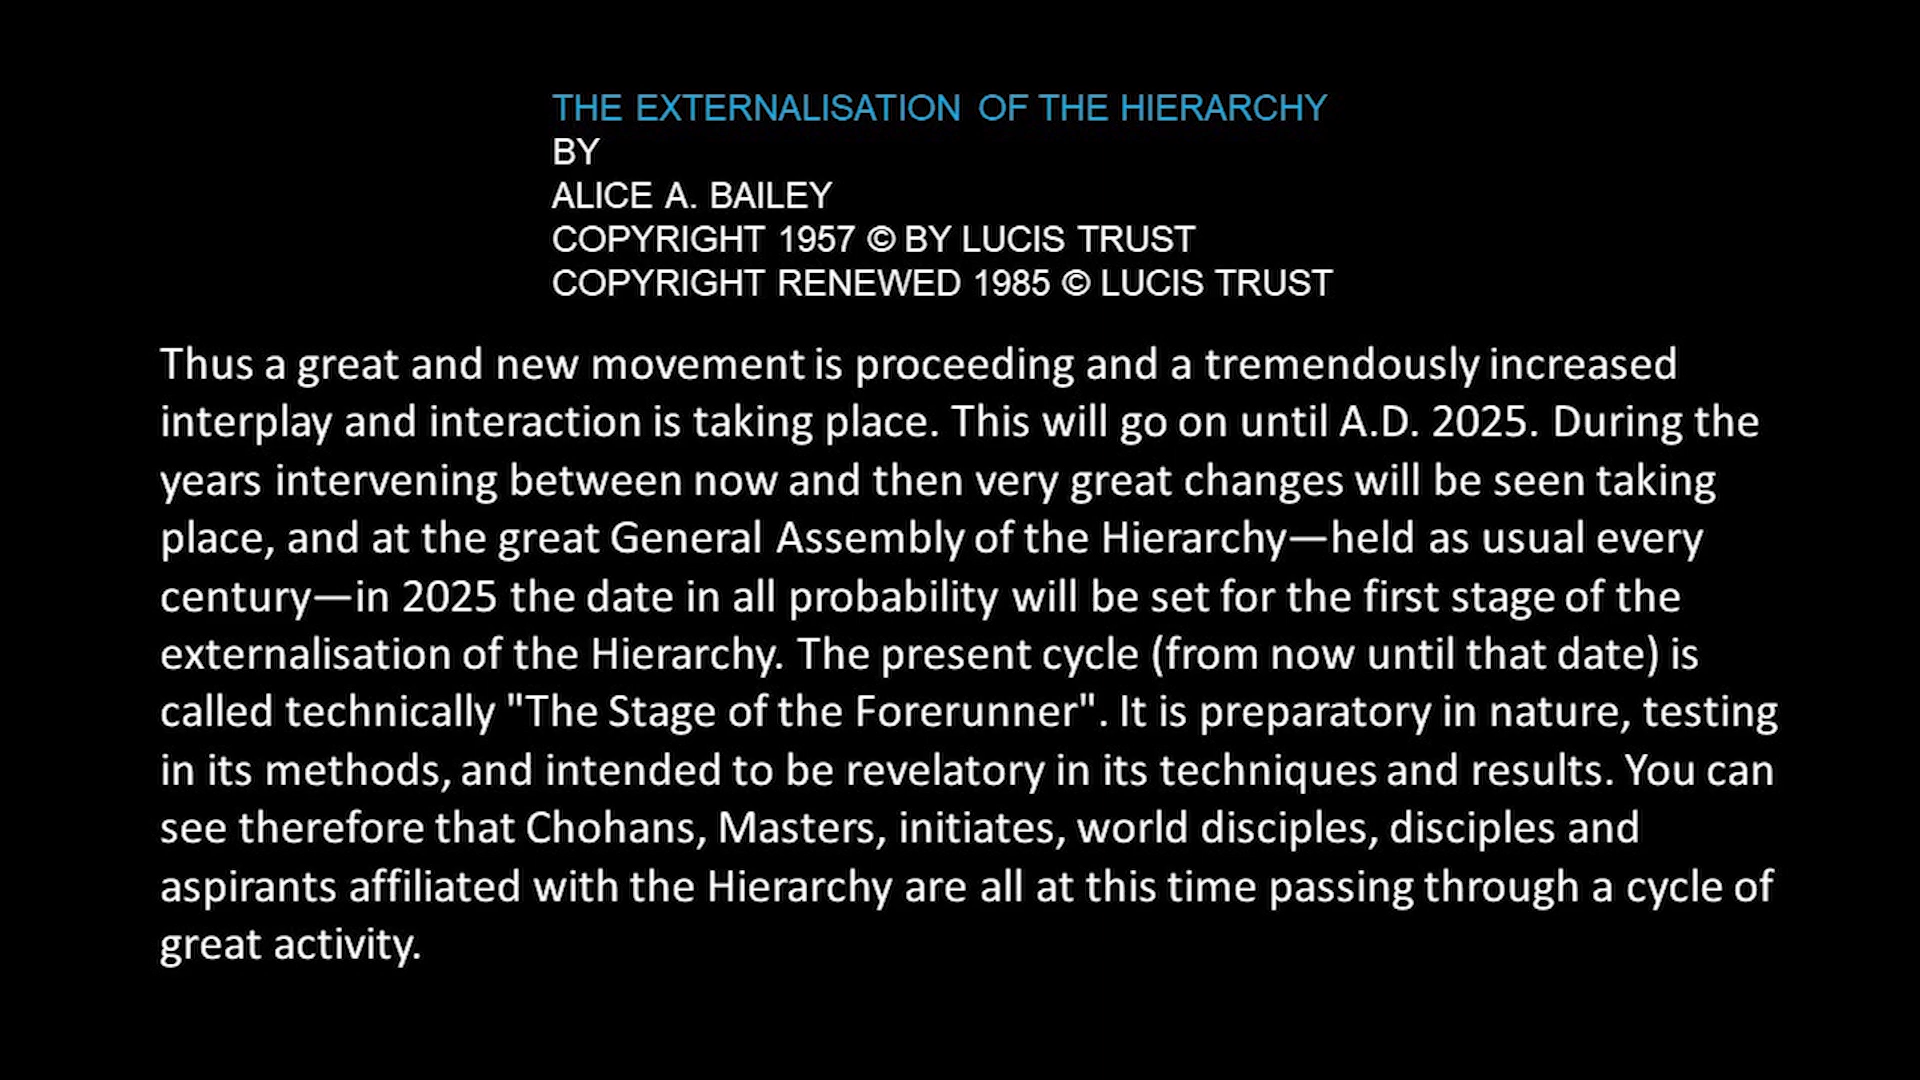 THE EXTERNALISATION OF THE HIERARCHY
BY
ALICE A. BAILEY
COPYRIGHT 1957 © BY LUCIS TRUST
COPYRIGHT RENEWED 1985 © LUCIS TRUST
Thus a great and new movement is proceeding and a tremendously increased
interplay and interaction is taking place. This will go on until A.D. 2025. During the
years intervening between now and then very great changes will be seen taking
place, and at the great General Assembly of the Hierarchy—held as usual every
century—in 2025 the date in all probability will be set for the first stage of the
externalisation of the Hierarchy. The present cycle (from now until that date) is
called technically "The Stage of the Forerunner". It is preparatory in nature, testing
in its methods, and intended to be revelatory in its techniques and results. You can
see therefore that Chohans, Masters, initiates, world disciples, disciples and
aspirants affiliated with the Hierarchy are all at this time passing through a cycle of
great activity.